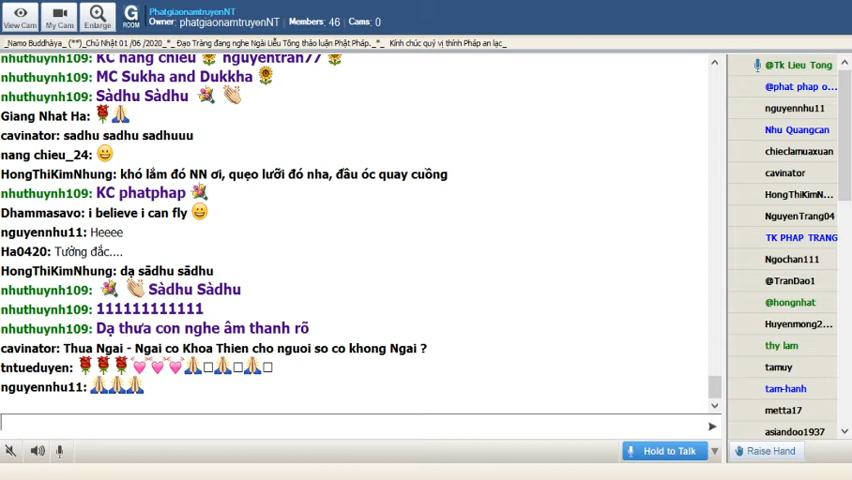 View Cam
My Cam
Enlarge
G
ROOM
PhatgiaonamtruyenNT
Owner: phatgiaonamtruyenNT Members: 46 Cams: 0
_Namo Buddhàya_ (**)_Chủ Nhật 01 /06 /2020_*_ Đạo Tràng đang nghe Ngài Liễu Tông thảo luận Phật Pháp._*_ Kính chúc quý vị thính Pháp an lạc_
nhuthuynh109: KC nang chieu 🌻 nguyentran77 🌻
nhuthuynh109: MC Sukha and Dukkha 🌻
nhuthuynh109: Sàdhu Sàdhu 💐 👏
Giang Nhat Ha: 🌹🙏
cavinator: sadhu sadhu sadhuuu
nang chieu_24: 😀
HongThiKimNhung: khó lắm đó NN ơi, quẹo lưỡi đó nha, đầu óc quay cuồng
nhuthuynh109: KC phatphap 💐
Dhammasavo: i believe i can fly 😀
nguyennhu11: Heeee
Ha0420: Tưởng đắc....
HongThiKimNhung: dạ sādhu sādhu
nhuthuynh109: 💐 👏 Sàdhu Sàdhu
nhuthuynh109: 111111111111
nhuthuynh109: Dạ thưa con nghe âm thanh rõ
cavinator: Thua Ngai - Ngai co Khoa Thien cho nguoi so co khong Ngai ?
tntueduyen: 🌹🌹🌹💓💓💓🙏□🙏□🙏□
nguyennhu11: 🙏🙏🙏
@Tk Lieu Tong
@phat phap o...
nguyennhu11
Nhu Quangcan
chieclamuaxuan
cavinator
HongThiKimN...
NguyenTrang04
TK PHAP TRANG
Ngochan111
@TranDao1
@hongnhat
Huyenmong2...
thy lam
tamuy
tam-hanh
metta17
asiandoo1937
Hold to Talk
Raise Hand